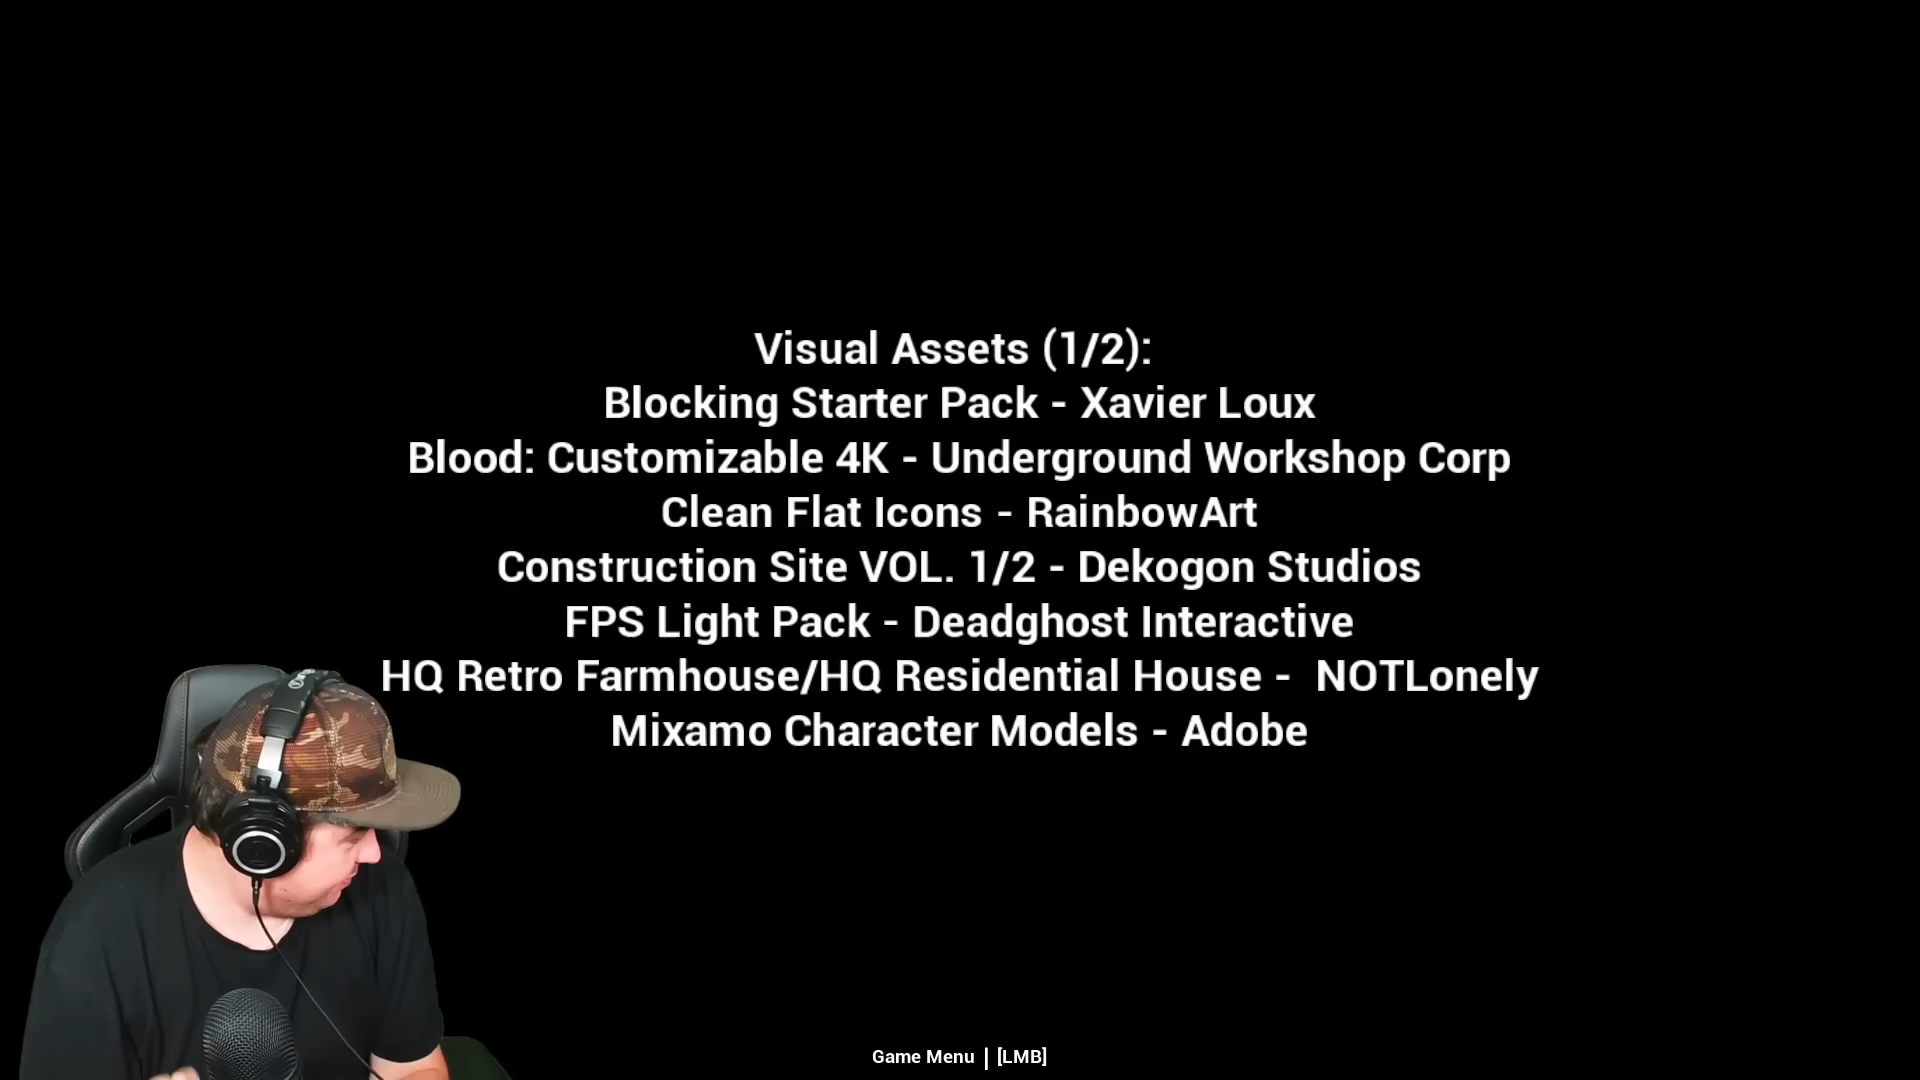 Visual Assets (1/2):
Blocking Starter Pack - Xavier Loux
Blood: Customizable 4K - Underground Workshop Corp
Clean Flat Icons - RainbowArt
Construction Site VOL. 1/2 - Dekogon Studios
FPS Light Pack - Deadghost Interactive
HQ Retro Farmhouse/HQ Residential House -  NOTLonely
Mixamo Character Models - Adobe
Game Menu | [LMB]